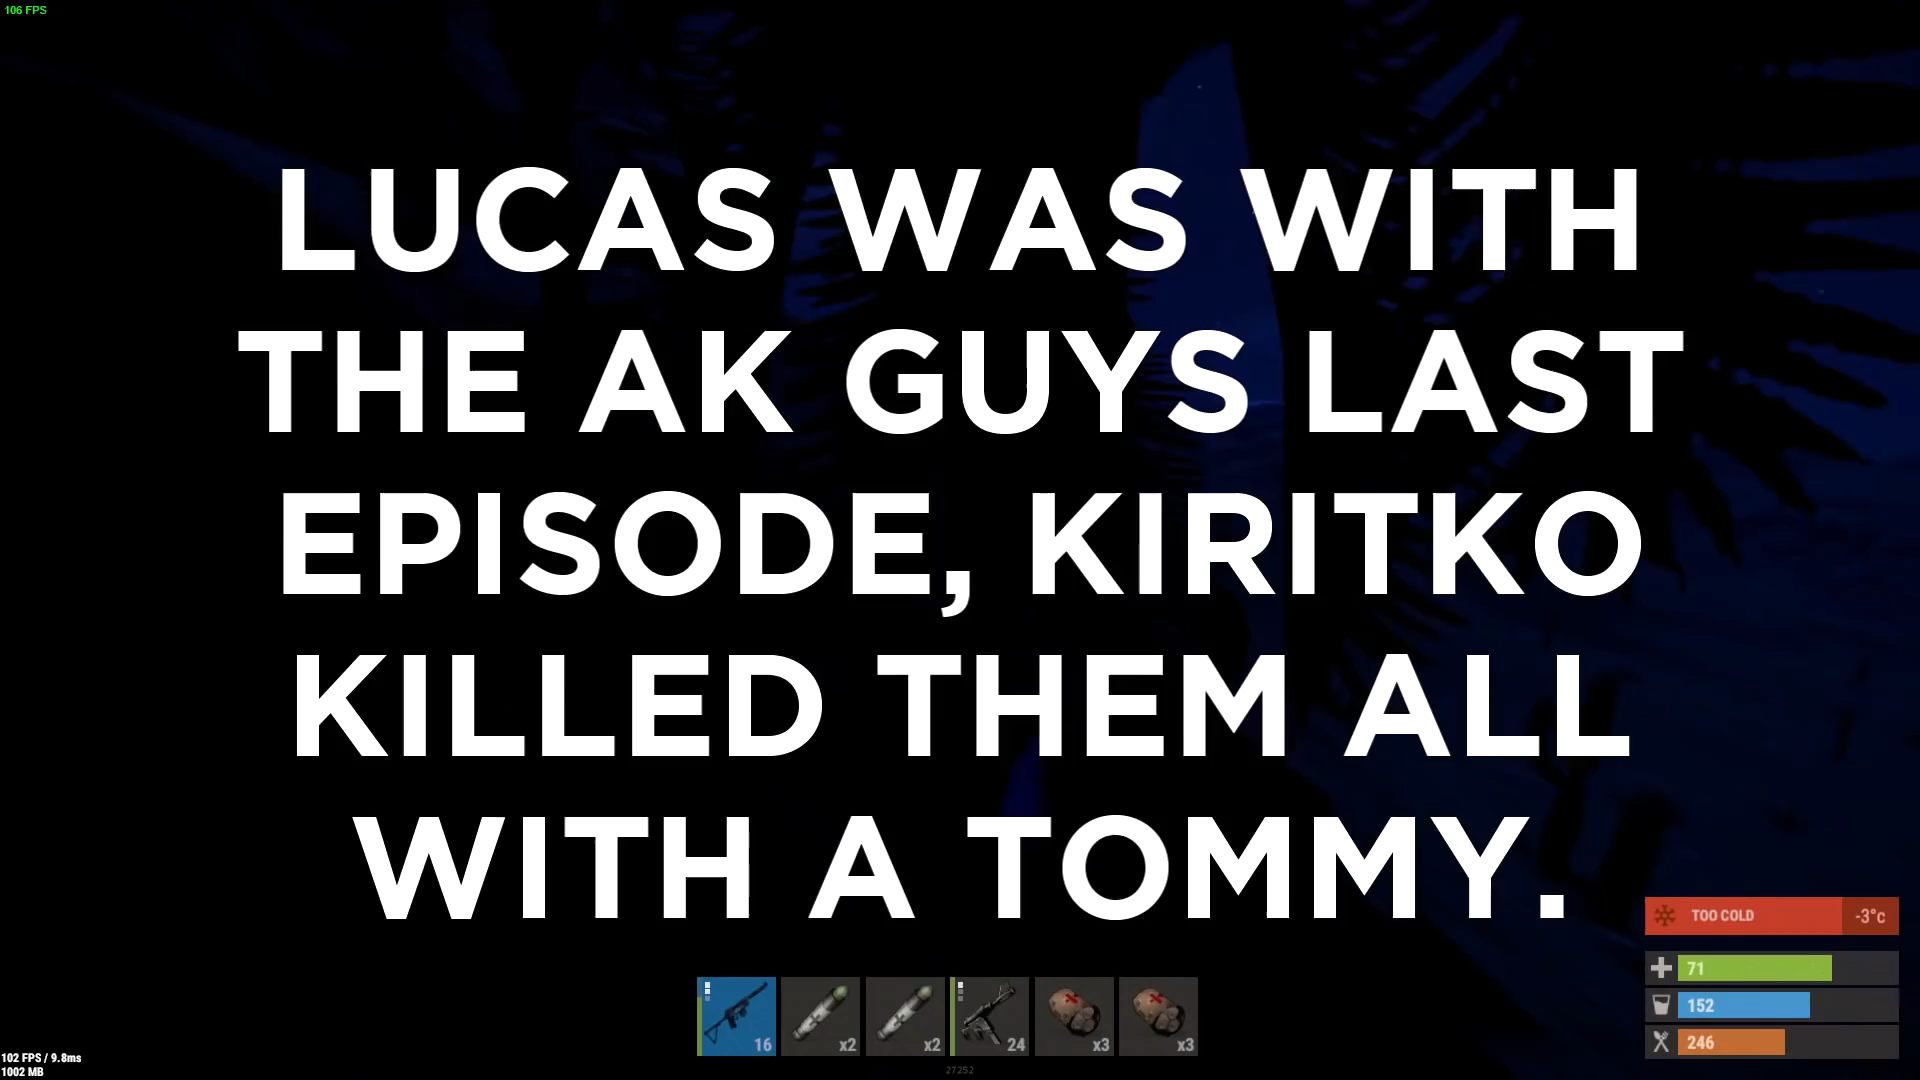 106 FPS
LUCAS WAS WITH
THE AK GUYS LAST
EPISODE, KIRITKO
KILLED THEM ALL
WITH A TOMMY.
TOO COLD -3°c
71
152
246
16 x2 x2 24 x3 x3
102 FPS / 9.8ms
1002 MB
27252